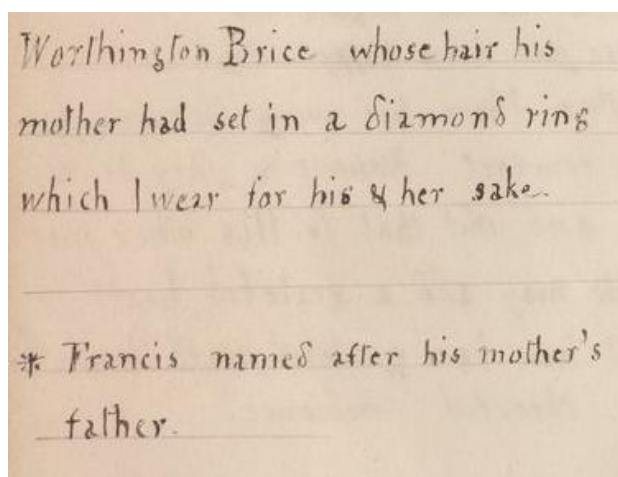 Worthington Brice whose hair his
mother had set in a diamond ring
which I wear for his & her sake.
* Francis named after his mother's
father.